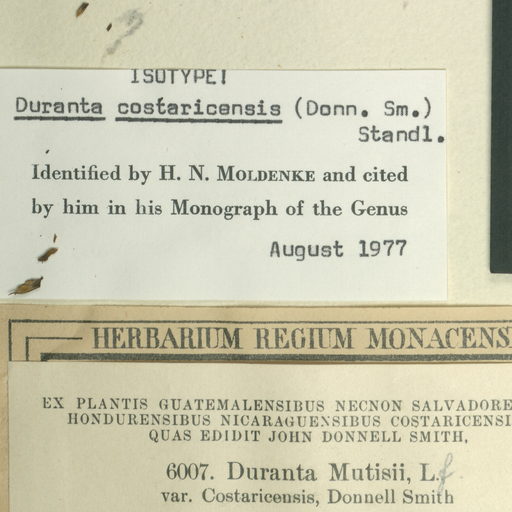 ISOTYPE!
Duranta costaricensis (Donn. Sm.)
Standl.
Identified by H. N. MOLDENKE and cited
by him in his Monograph of the Genus
August 1977
HERBARIUM REGIUM MONACENS
EX PLANTIS GUATEMALENSIBUS NECNON SALVADORE
HONDURENSIBUS NICARAGUENSIBUS COSTARICENSI
QUAS EDIDIT JOHN DONNELL SMITH.
6007. Duranta Mutisii, L.f
var. Costaricensis, Donnell Smith